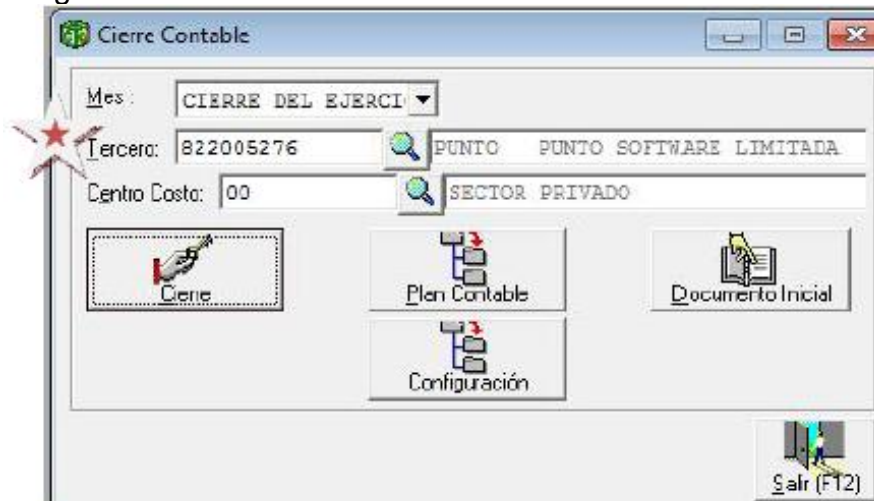 Cierre Contable
Mes :
CIERRE DEL EJERCI
Tercero: 822005276 PUNTO PUNTO SOFTWARE LIMITADA
Centro Costo: 00 SECTOR PRIVADO
Cierre Plan Contable Documento Inicial
Configuración
Salir (F12)